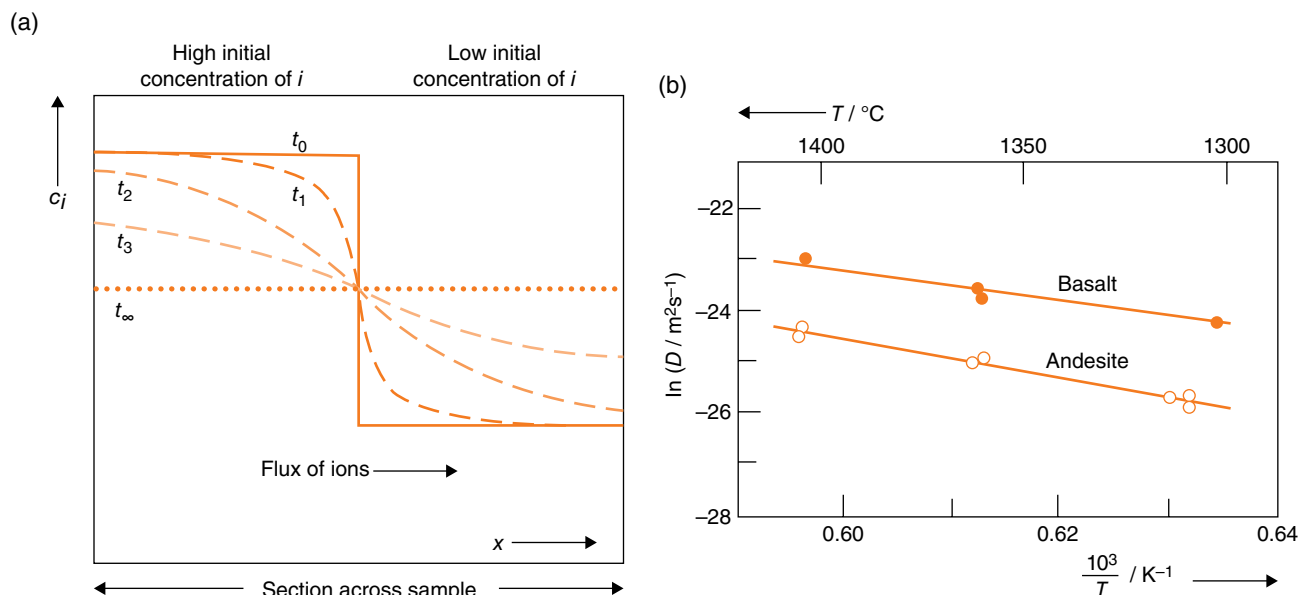 (a)
High initial
concentration of i
Low initial
concentration of i
t0
t1
t2
t3
t∞
ci
Flux of ions
x
Section across sample
(b)
T / °C
1400
1350
1300
–22
–24
–26
–28
ln (D / m²s⁻¹)
Basalt
Andesite
0.60
0.62
0.64
10³
T / K⁻¹